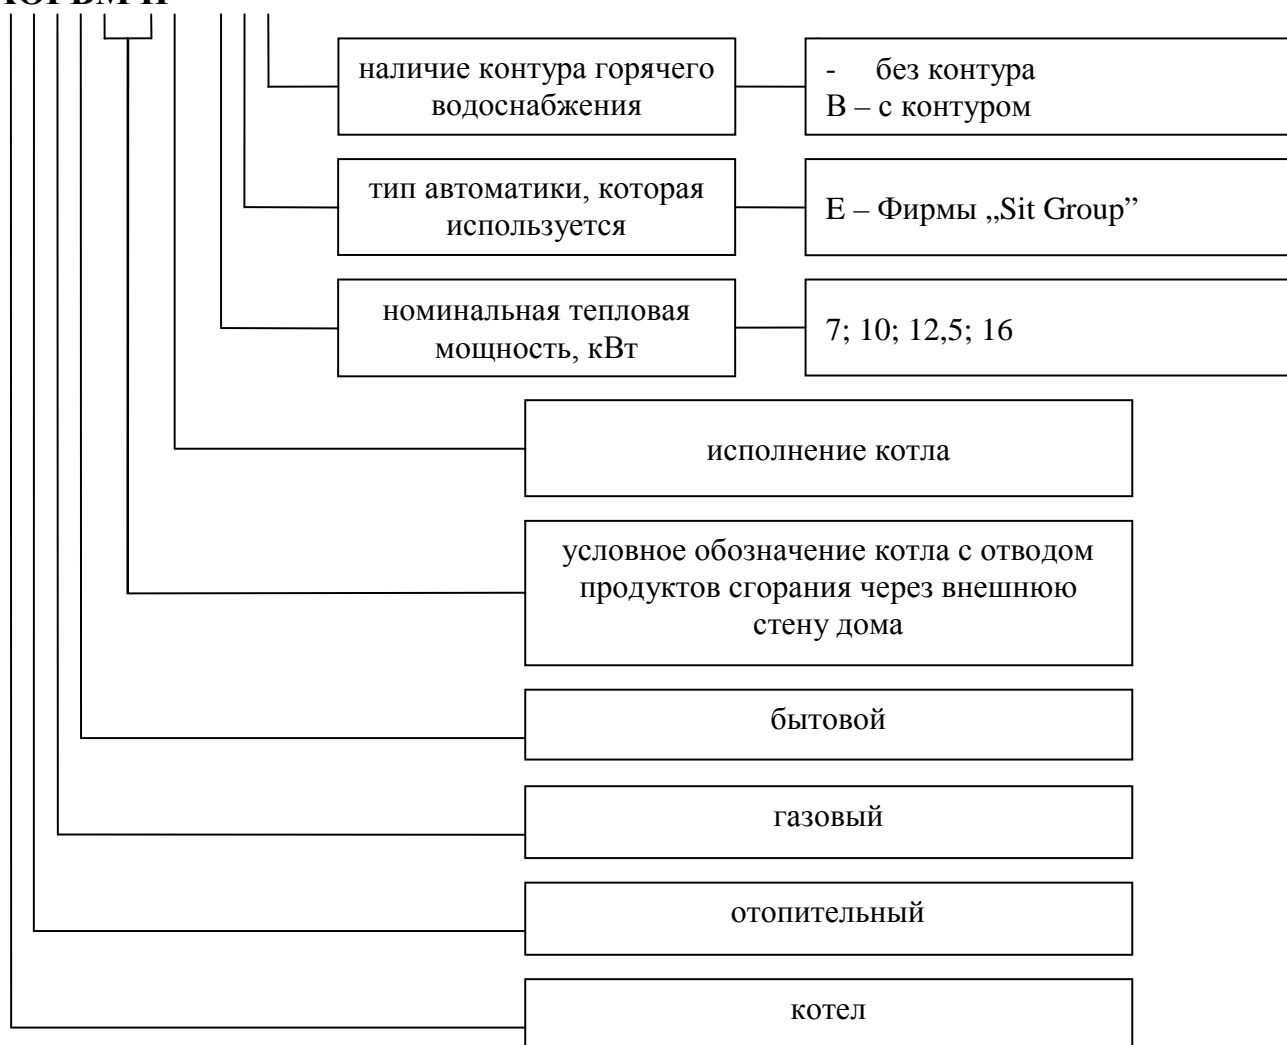 наличие контура горячего
водоснабжения
- без контура
В – с контуром
тип автоматики, которая
используется
Е – Фирмы „Sit Group”
номинальная тепловая
мощность, кВт
7; 10; 12,5; 16
исполнение котла
условное обозначение котла с отводом
продуктов сгорания через внешнюю
стену дома
бытовой
газовый
отопительный
котел